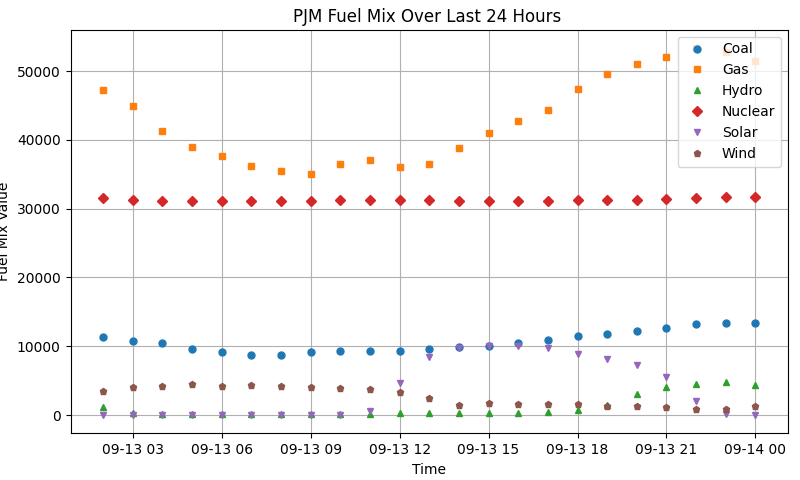 PJM Fuel Mix Over Last 24 Hours
Coal
Gas
Hydro
Nuclear
Solar
Wind
50000
40000
30000
20000
10000
0
Fuel Mix Value
09-13 03 09-13 06 09-13 09 09-13 12 09-13 15 09-13 18 09-13 21 09-14 00
Time